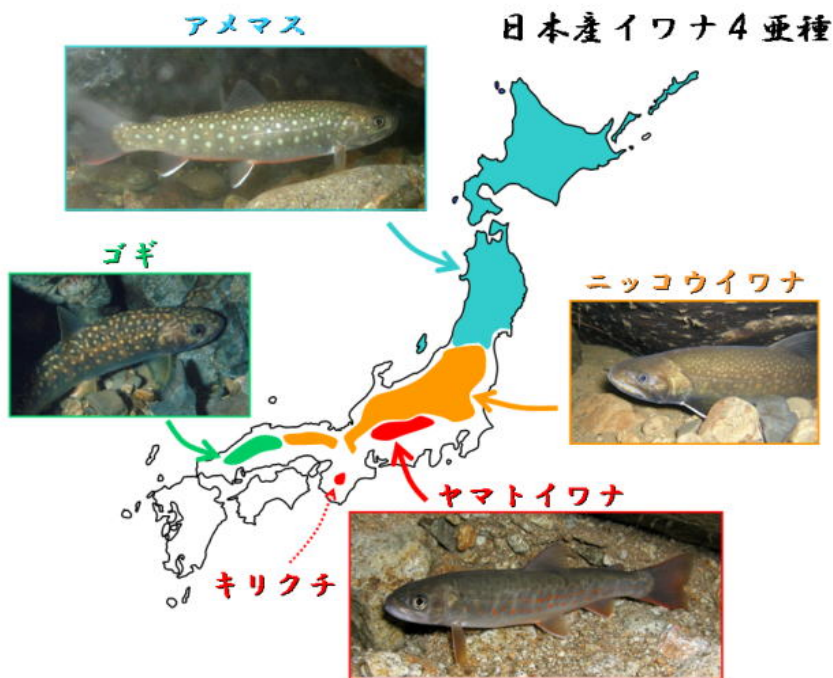 アメマス
日本産イワナ4亜種
ゴギ
ニッコウイワナ
ヤマトイワナ
キリクチ